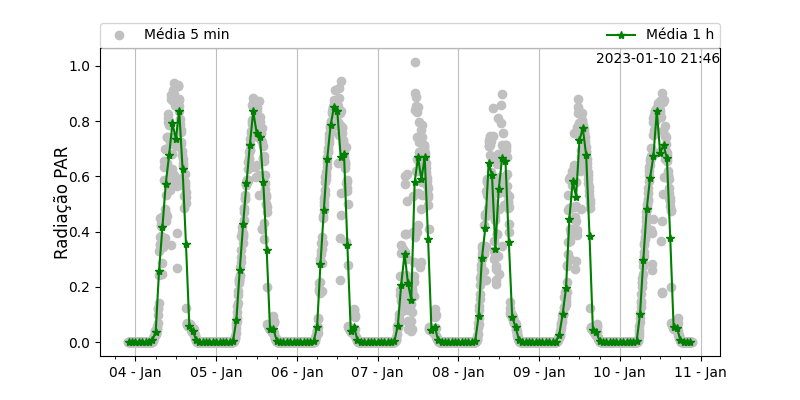 Média 5 min
Média 1 h
2023-01-10 21:46
Radiação PAR
1.0
0.8
0.6
0.4
0.2
0.0
04 - Jan
05 - Jan
06 - Jan
07 - Jan
08 - Jan
09 - Jan
10 - Jan
11 - Jan